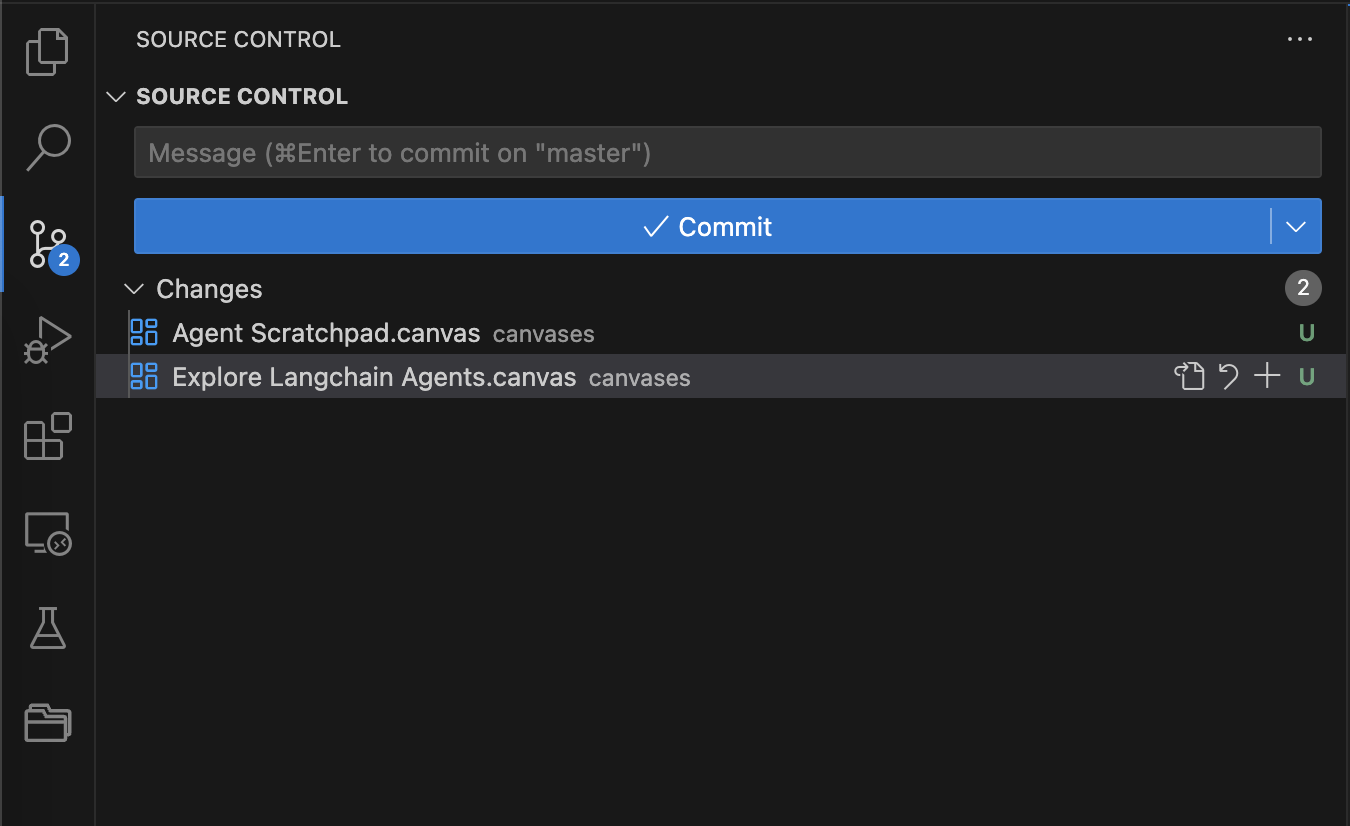 SOURCE CONTROL
SOURCE CONTROL
Message (⌘Enter to commit on "master")
Commit
2
Changes 2
Agent Scratchpad.canvas canvases U
Explore Langchain Agents.canvas canvases U